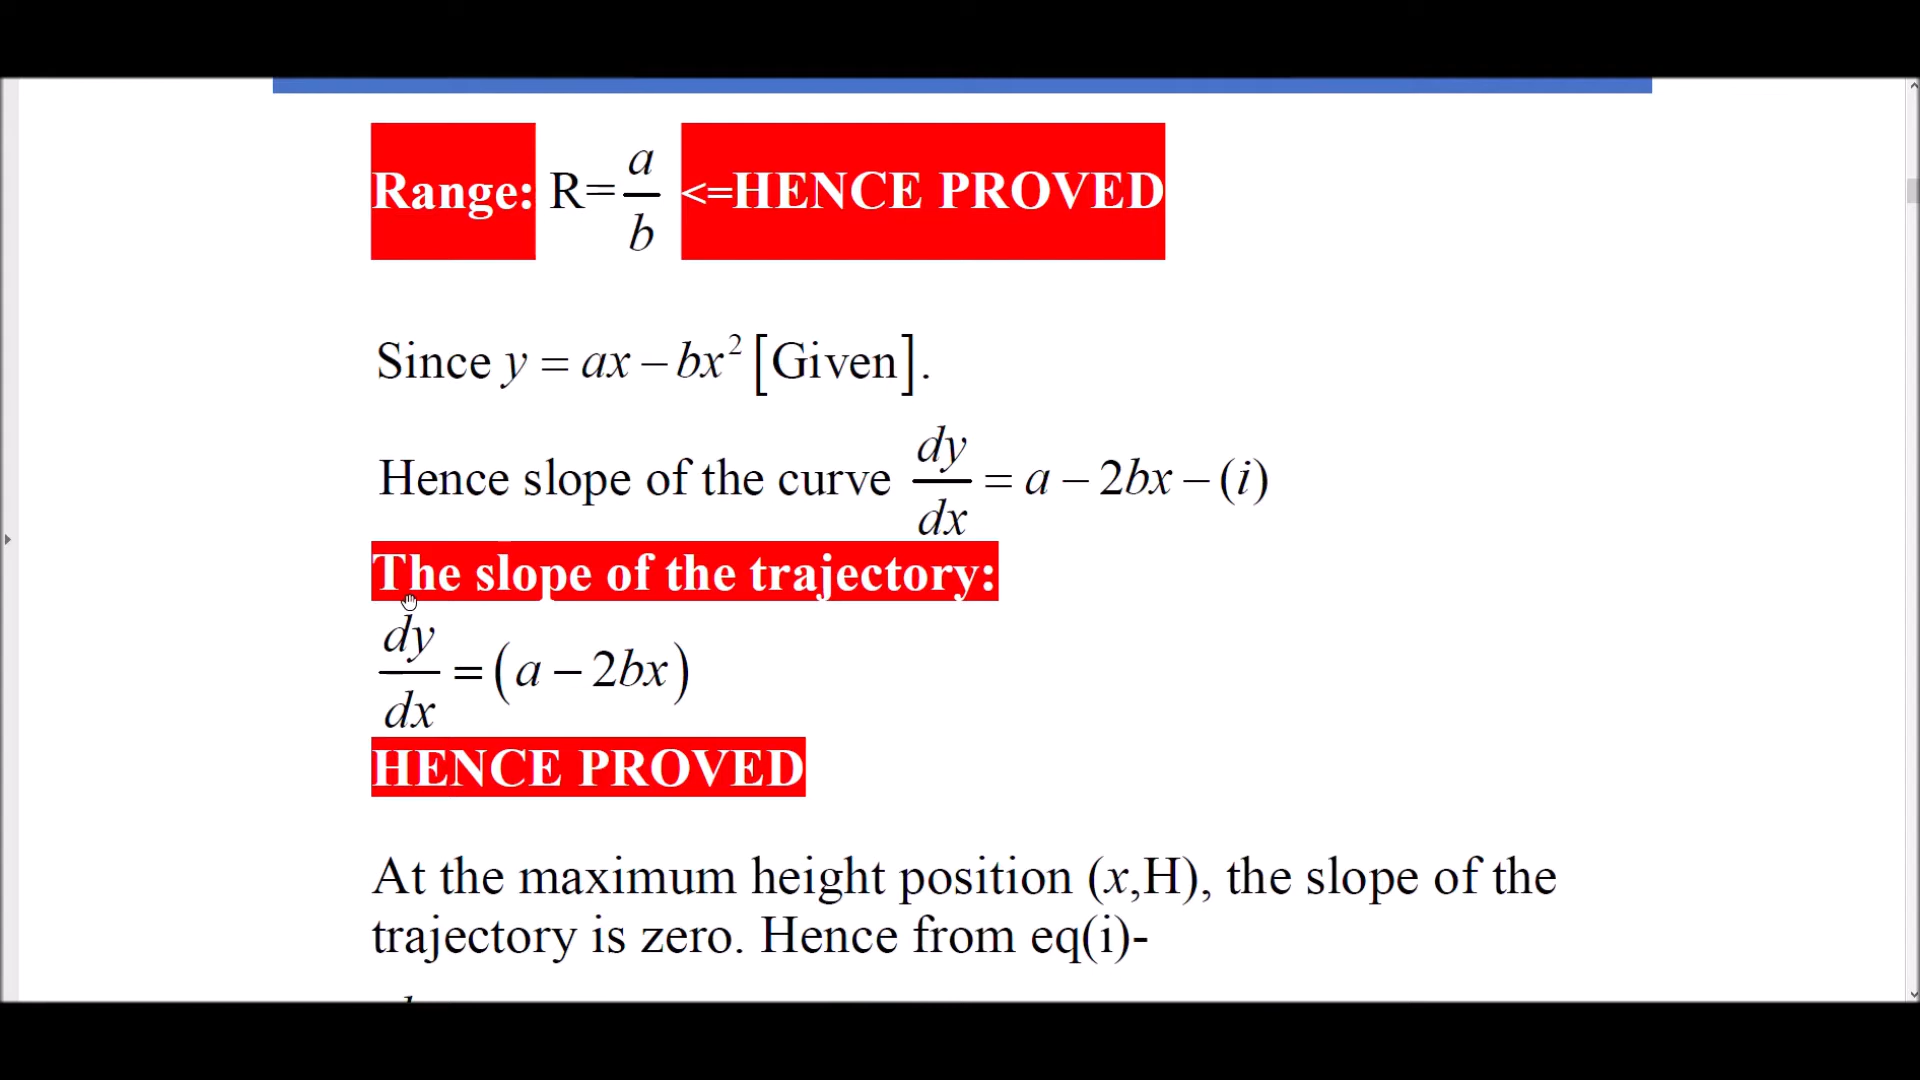 Range: R= a/b <=HENCE PROVED
Since y = ax − bx² [Given].
Hence slope of the curve dy/dx = a − 2bx − (i)
The slope of the trajectory:
dy/dx = (a − 2bx)
HENCE PROVED
At the maximum height position (x,H), the slope of the
trajectory is zero. Hence from eq(i)-